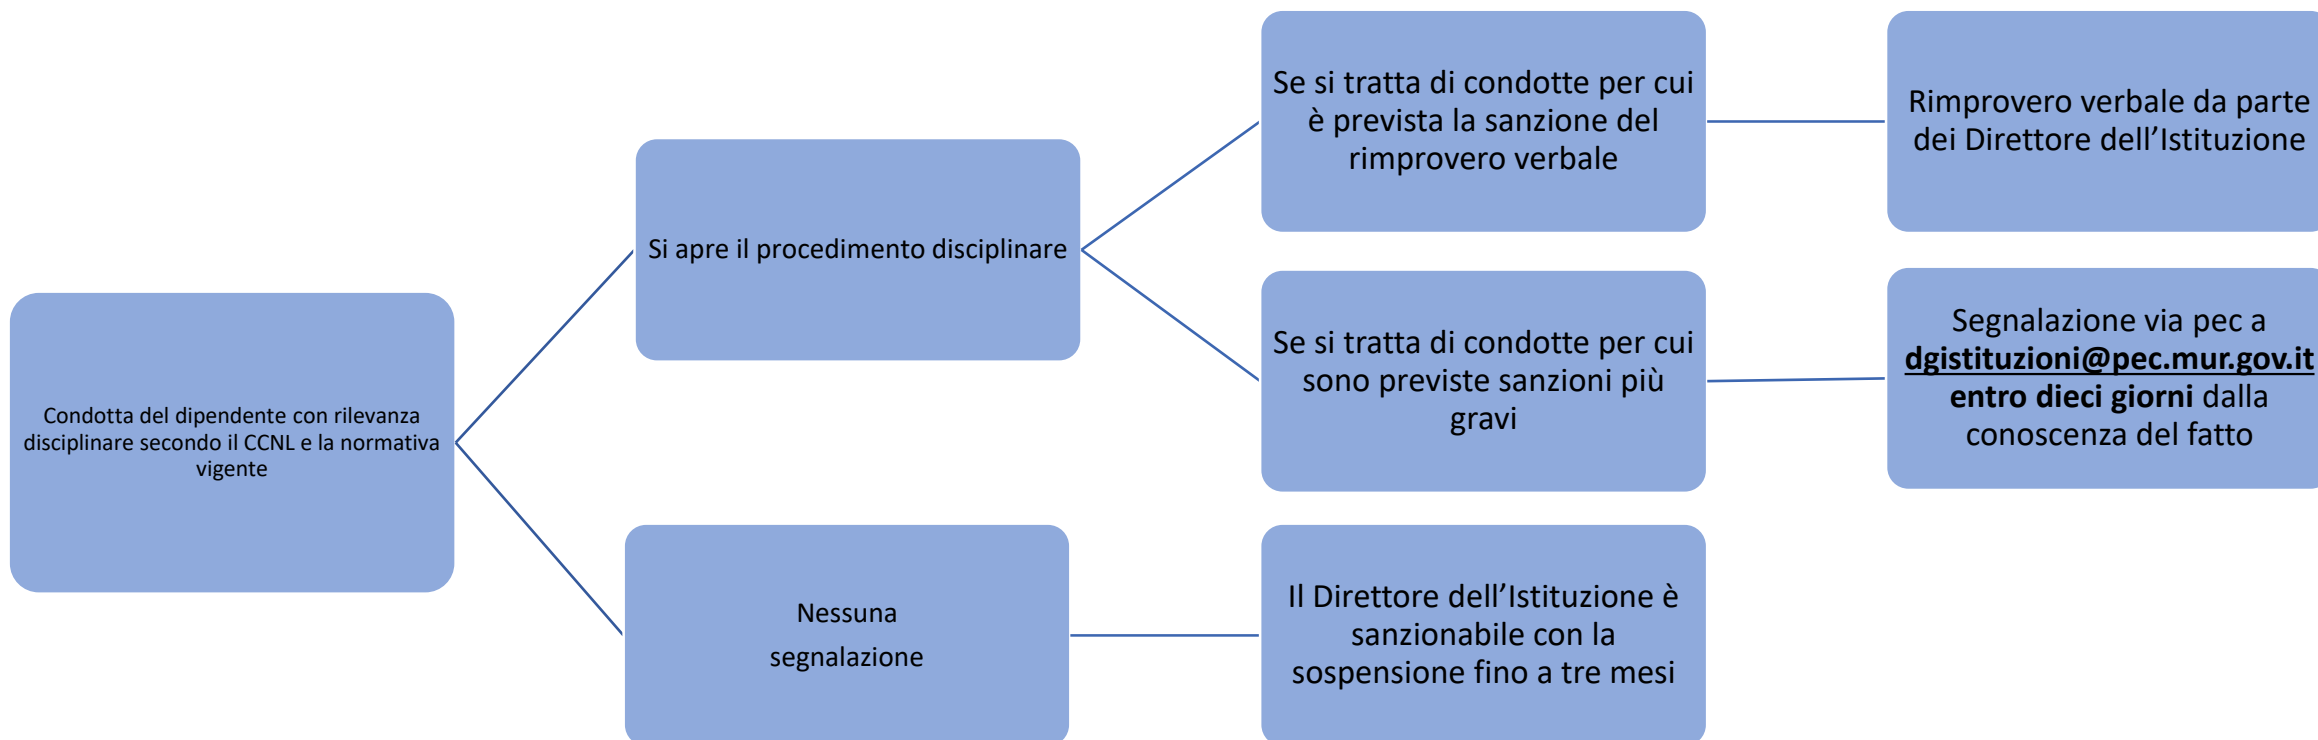 Condotta del dipendente con rilevanza
disciplinare secondo il CCNL e la normativa
vigente
Si apre il procedimento disciplinare
Se si tratta di condotte per cui
è prevista la sanzione del
rimprovero verbale
Rimprovero verbale da parte
dei Direttore dell’Istituzione
Se si tratta di condotte per cui
sono previste sanzioni più
gravi
Segnalazione via pec a
dgistituzioni@pec.mur.gov.it
entro dieci giorni dalla
conoscenza del fatto
Nessuna
segnalazione
Il Direttore dell’Istituzione è
sanzionabile con la
sospensione fino a tre mesi